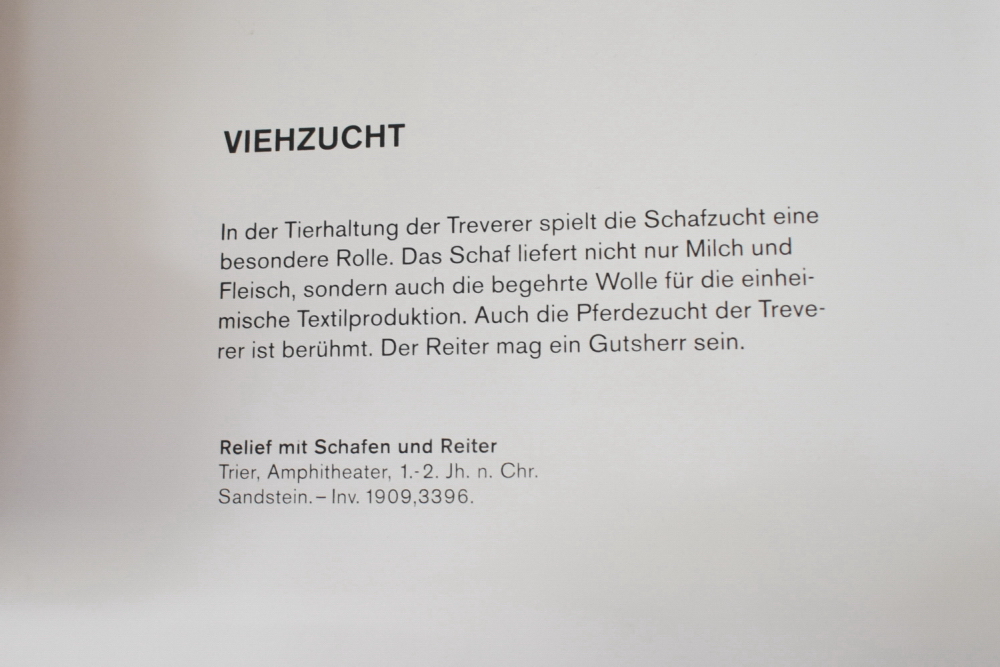 VIEHZUCHT
In der Tierhaltung der Treverer spielt die Schafzucht eine
besondere Rolle. Das Schaf liefert nicht nur Milch und
Fleisch, sondern auch die begehrte Wolle für die einhei-
mische Textilproduktion. Auch die Pferdezucht der Treve-
rer ist berühmt. Der Reiter mag ein Gutsherr sein.
Relief mit Schafen und Reiter
Trier, Amphitheater, 1.-2. Jh. n. Chr.
Sandstein. – Inv. 1909,3396.